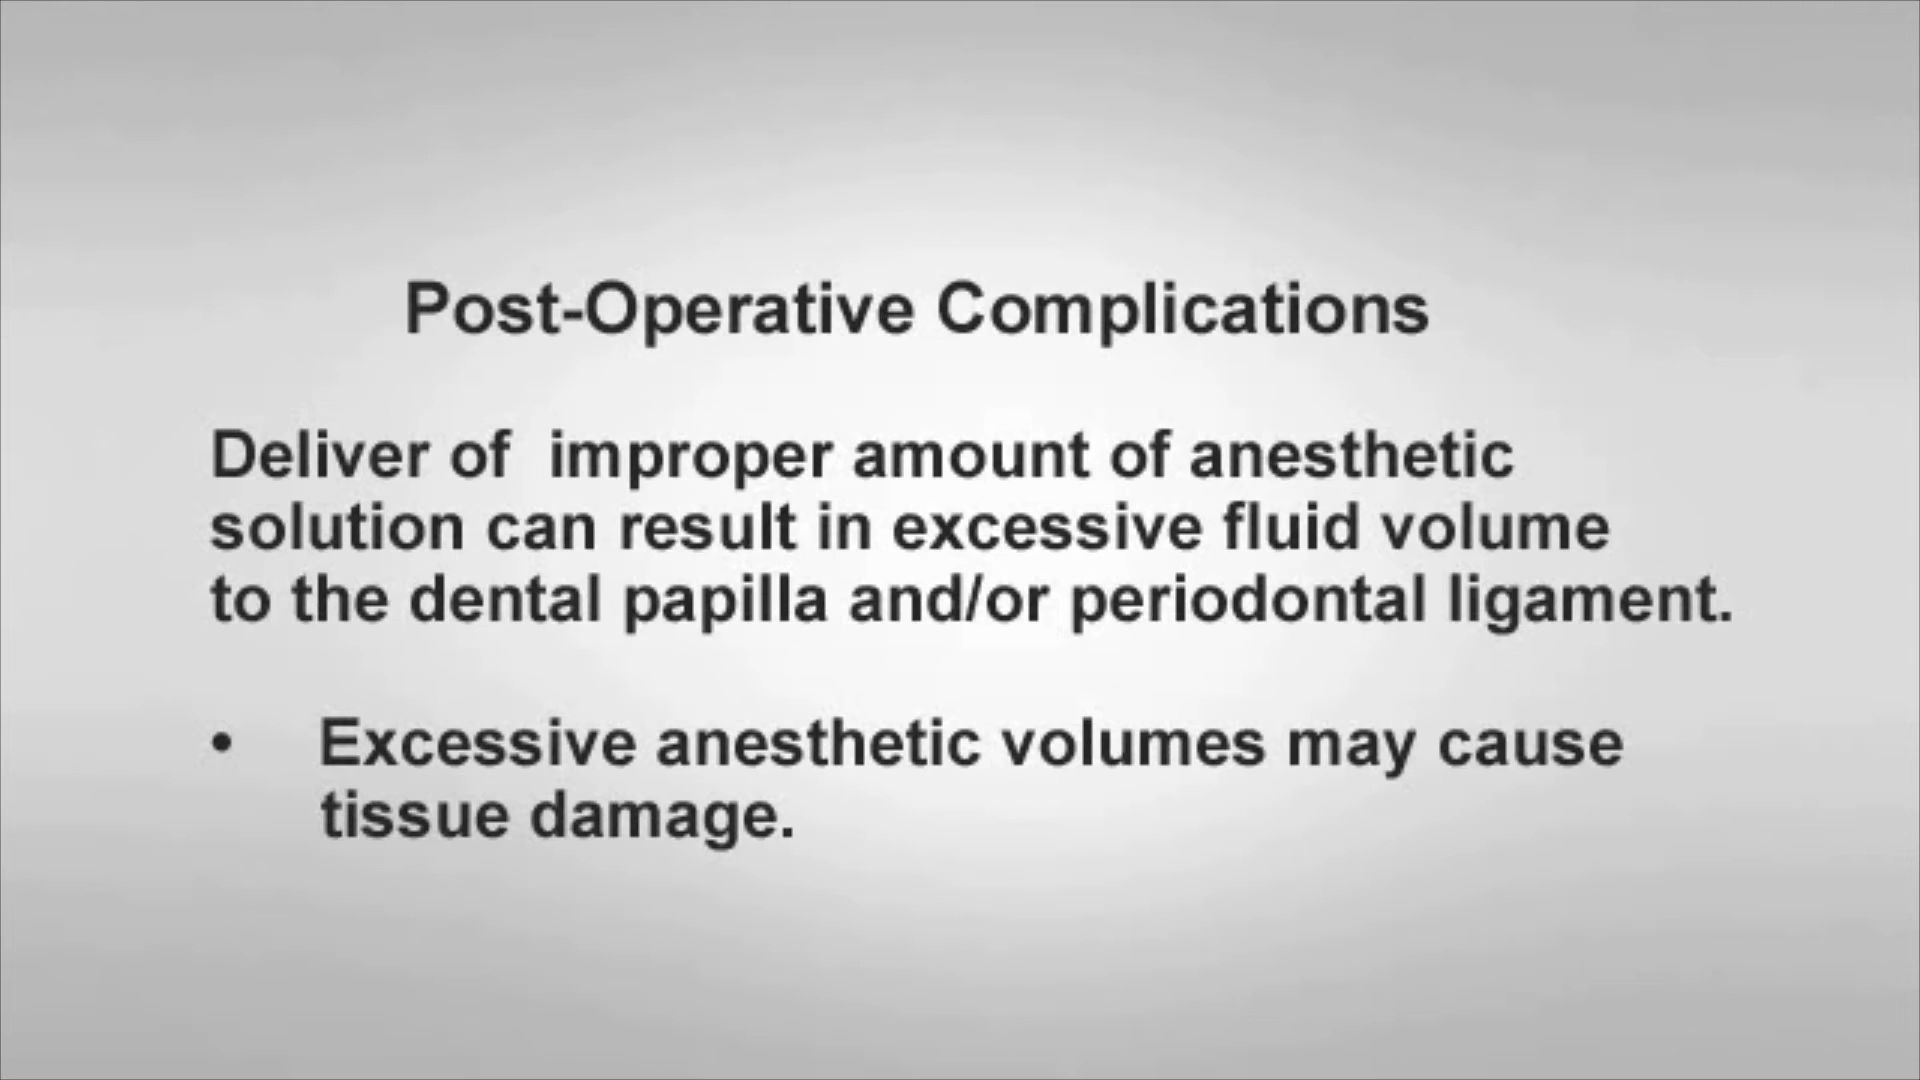 Post-Operative Complications
Deliver of  improper amount of anesthetic
solution can result in excessive fluid volume
to the dental papilla and/or periodontal ligament.
• Excessive anesthetic volumes may cause
tissue damage.